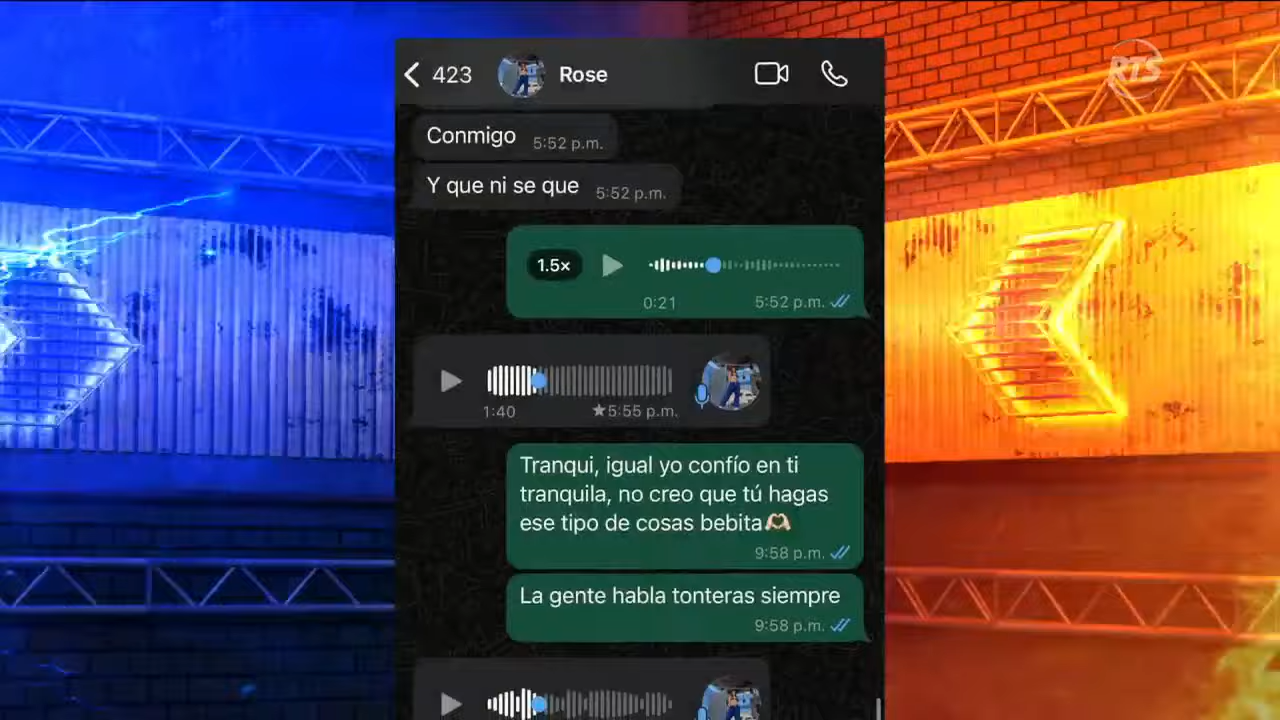 RTS
423 Rose
Conmigo 5:52 p.m.
Y que ni se que 5:52 p.m.
1.5×
0:21 5:52 p.m.
1:40 ★5:55 p.m.
Tranqui, igual yo confío en ti
tranquila, no creo que tú hagas
ese tipo de cosas bebita🫶🏻
9:58 p.m.
La gente habla tonteras siempre
9:58 p.m.